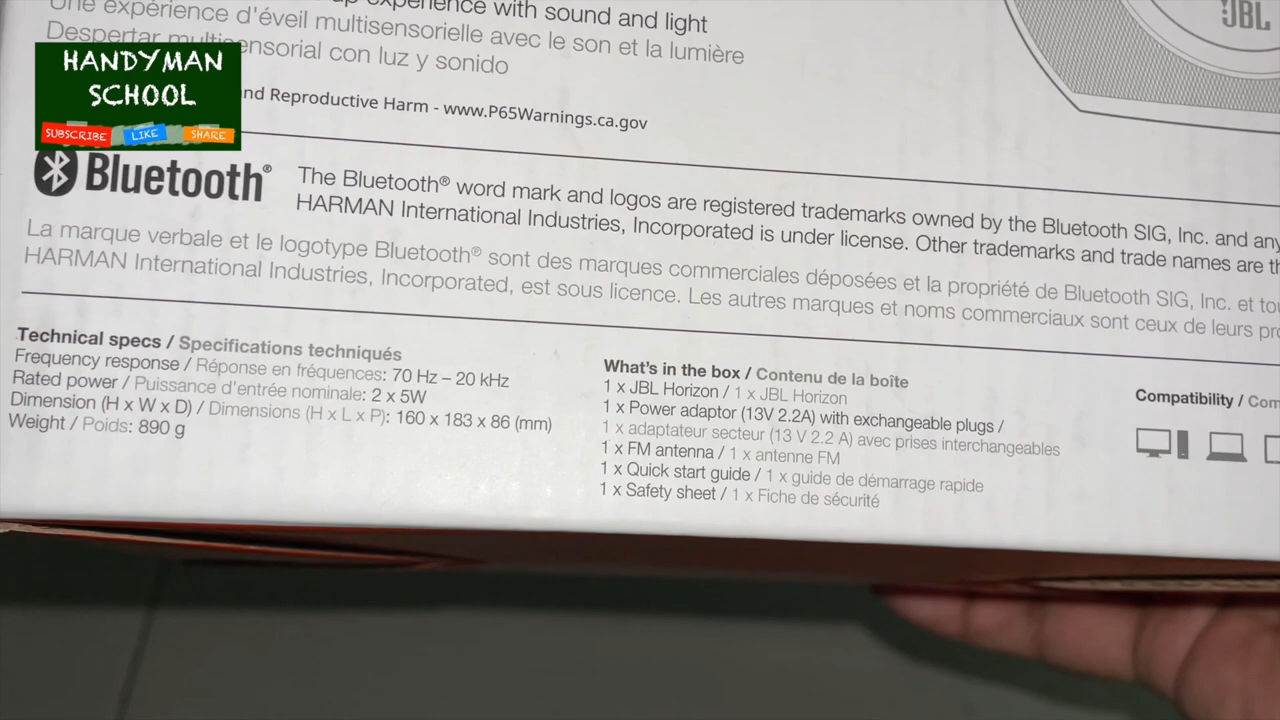 experience with sound and light
Une expérience d'éveil multisensorielle avec le son et la lumière
Despertar multisensorial con luz y sonido
HANDYMAN
SCHOOL
SUBSCRIBE LIKE SHARE
nd Reproductive Harm - www.P65Warnings.ca.gov
JBL
Bluetooth®
The Bluetooth® word mark and logos are registered trademarks owned by the Bluetooth SIG, Inc. and any
HARMAN International Industries, Incorporated is under license. Other trademarks and trade names are th
La marque verbale et le logotype Bluetooth® sont des marques commerciales déposées et la propriété de Bluetooth SIG, Inc. et tou
HARMAN International Industries, Incorporated, est sous licence. Les autres marques et noms commerciaux sont ceux de leurs pro
Technical specs / Specifications techniqués
Frequency response / Réponse en fréquences: 70 Hz – 20 kHz
Rated power / Puissance d'entrée nominale: 2 x 5W
Dimension (H x W x D) / Dimensions (H x L x P): 160 x 183 x 86 (mm)
Weight / Poids: 890 g
What's in the box / Contenu de la boîte
1 x JBL Horizon / 1 x JBL Horizon
1 x Power adaptor (13V 2.2A) with exchangeable plugs /
1 x adaptateur secteur (13 V 2.2 A) avec prises interchangeables
1 x FM antenna / 1 x antenne FM
1 x Quick start guide / 1 x guide de démarrage rapide
1 x Safety sheet / 1 x Fiche de sécurité
Compatibility / Com